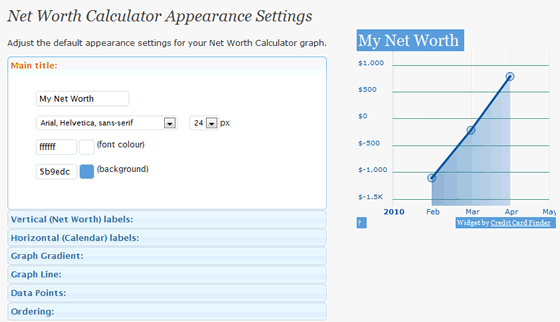 Net Worth Calculator Appearance Settings
Adjust the default appearance settings for your Net Worth Calculator graph.
Main title:
My Net Worth
Arial, Helvetica, sans-serif 24 px
ffffff (font colour)
5b9edc (background)
Vertical (Net Worth) labels:
Horizontal (Calendar) labels:
Graph Gradient:
Graph Line:
Data Points:
Ordering:
My Net Worth
$1,000
$500
$0
$-500
$-1,000
$-1.5K
2010 Feb Mar Apr May
? Widget by Credit Card Finder